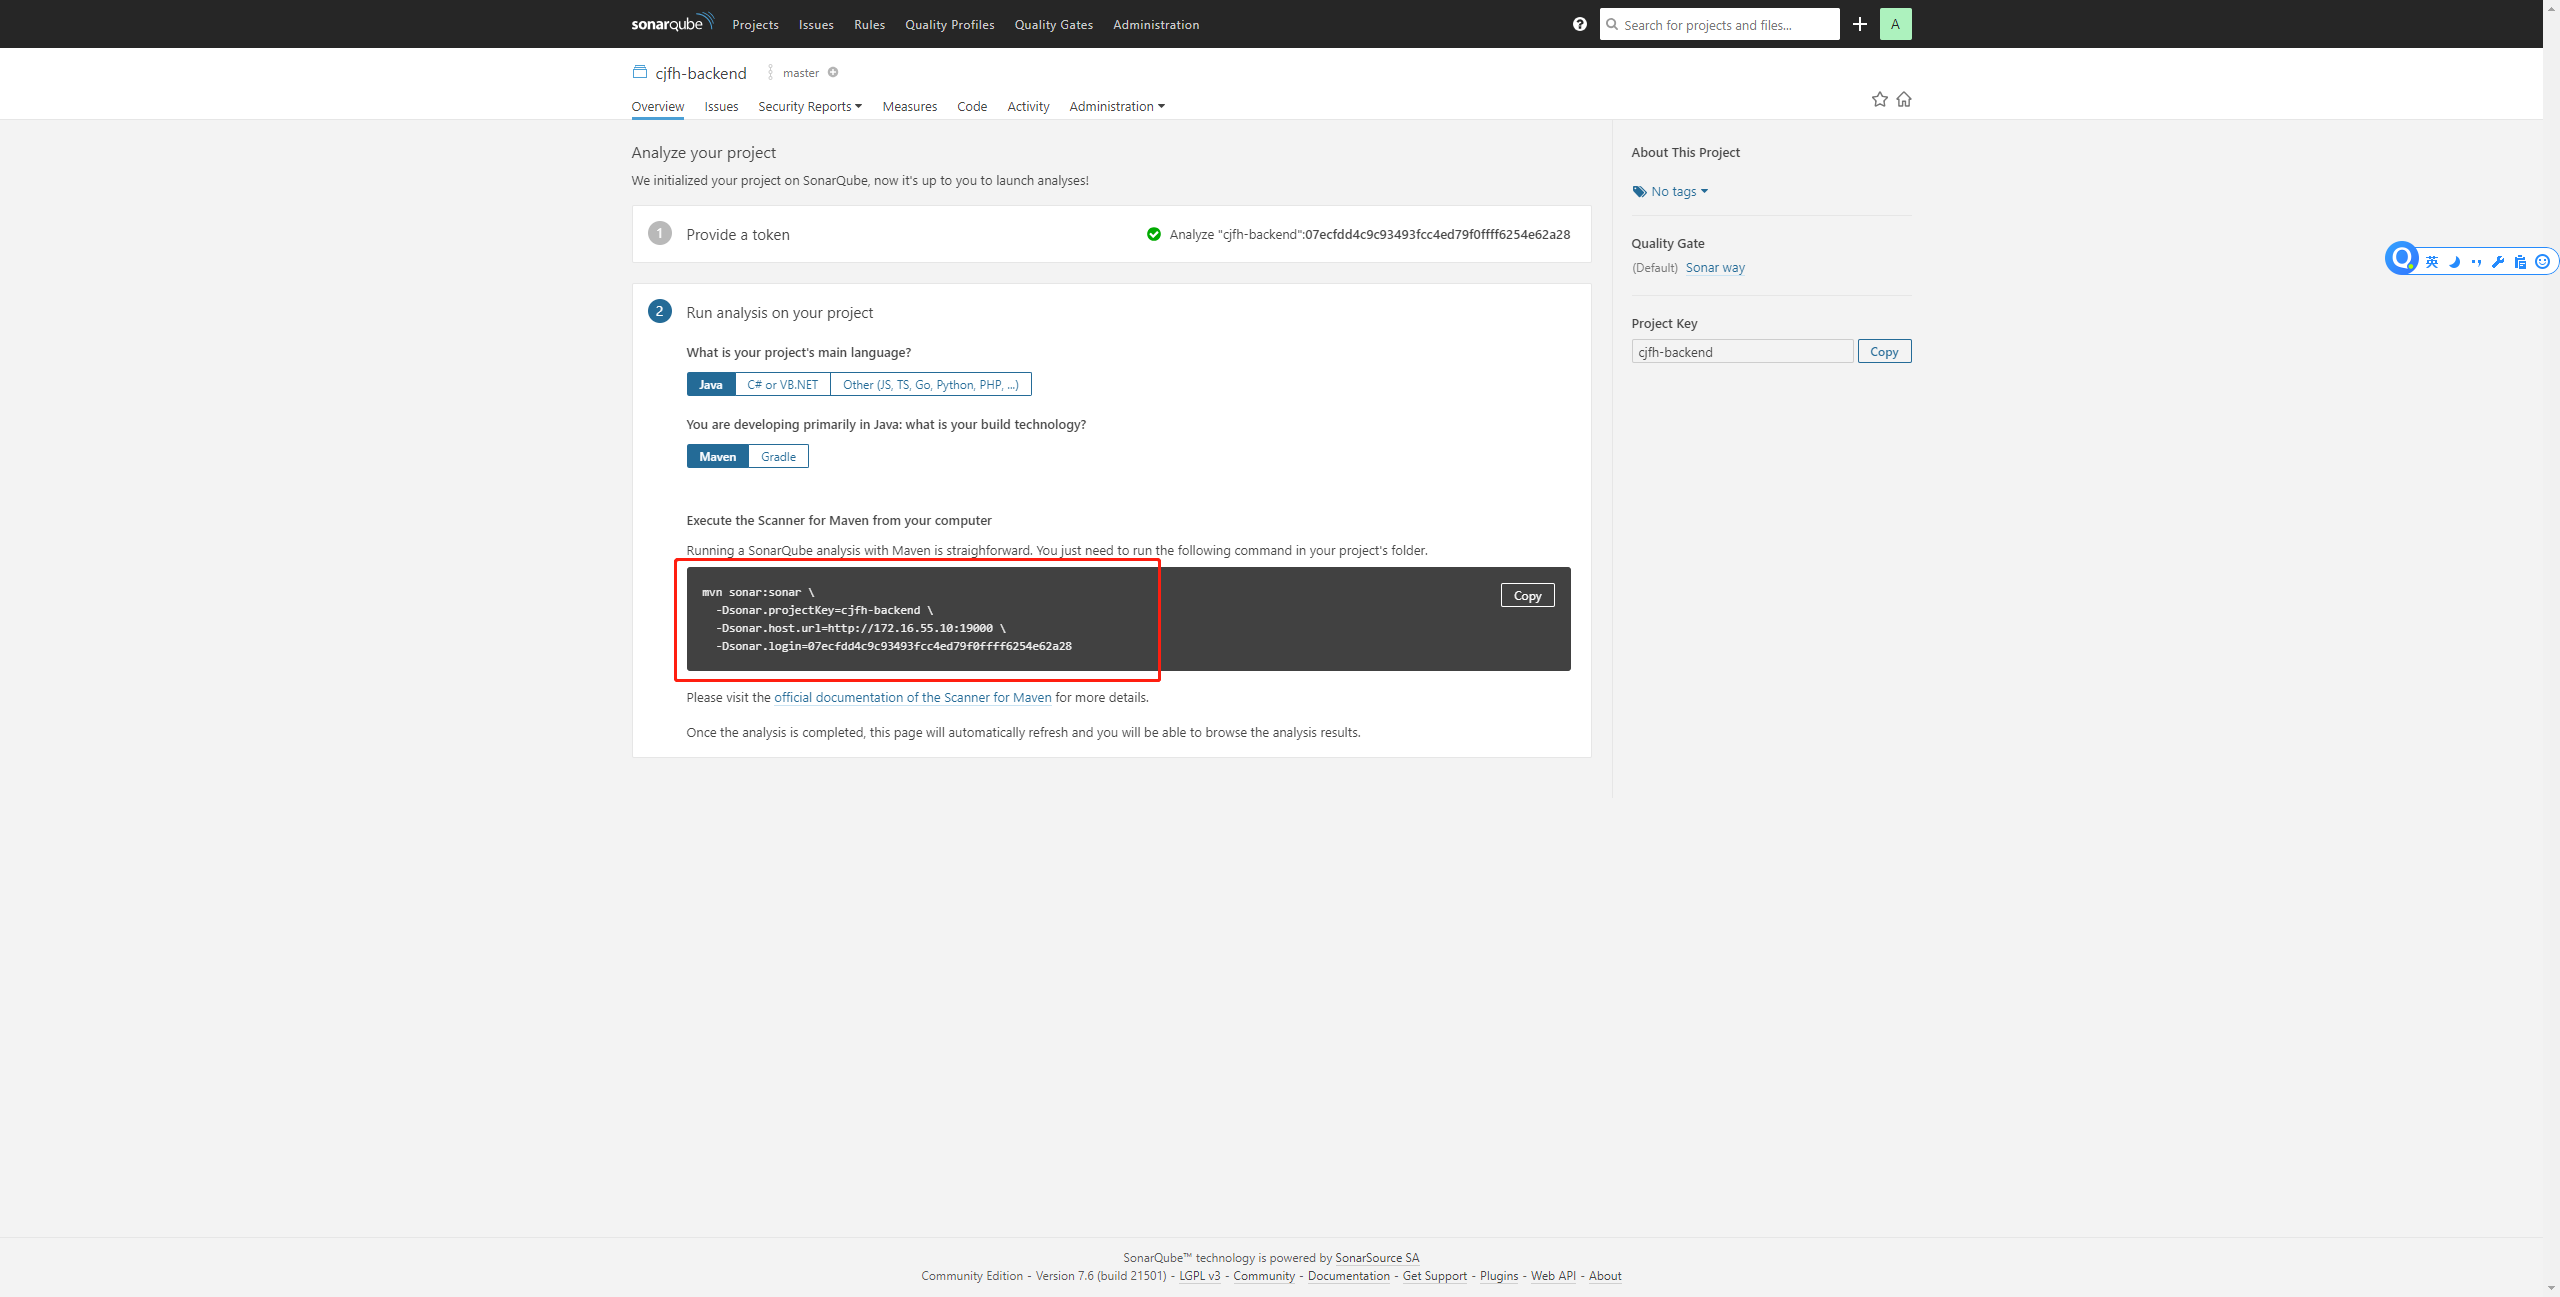 sonarqube Projects Issues Rules Quality Profiles Quality Gates Administration Search for projects and files... A
cjfh-backend master
Overview Issues Security Reports Measures Code Activity Administration
Analyze your project
We initialized your project on SonarQube, now it's up to you to launch analyses!
1 Provide a token Analyze "cjfh-backend":07ecfdd4c9c93493fcc4ed79f0ffff6254e62a28
2 Run analysis on your project
What is your project's main language?
Java C# or VB.NET Other (JS, TS, Go, Python, PHP, ...)
You are developing primarily in Java: what is your build technology?
Maven Gradle
Execute the Scanner for Maven from your computer
Running a SonarQube analysis with Maven is straighforward. You just need to run the following command in your project's folder.
mvn sonar:sonar \
-Dsonar.projectKey=cjfh-backend \
-Dsonar.host.url=http://172.16.55.10:19000 \
-Dsonar.login=07ecfdd4c9c93493fcc4ed79f0ffff6254e62a28
Copy
Please visit the official documentation of the Scanner for Maven for more details.
Once the analysis is completed, this page will automatically refresh and you will be able to browse the analysis results.
About This Project
No tags
Quality Gate
(Default) Sonar way
Project Key
cjfh-backend Copy
英
SonarQube™ technology is powered by SonarSource SA
Community Edition - Version 7.6 (build 21501) - LGPL v3 - Community - Documentation - Get Support - Plugins - Web API - About